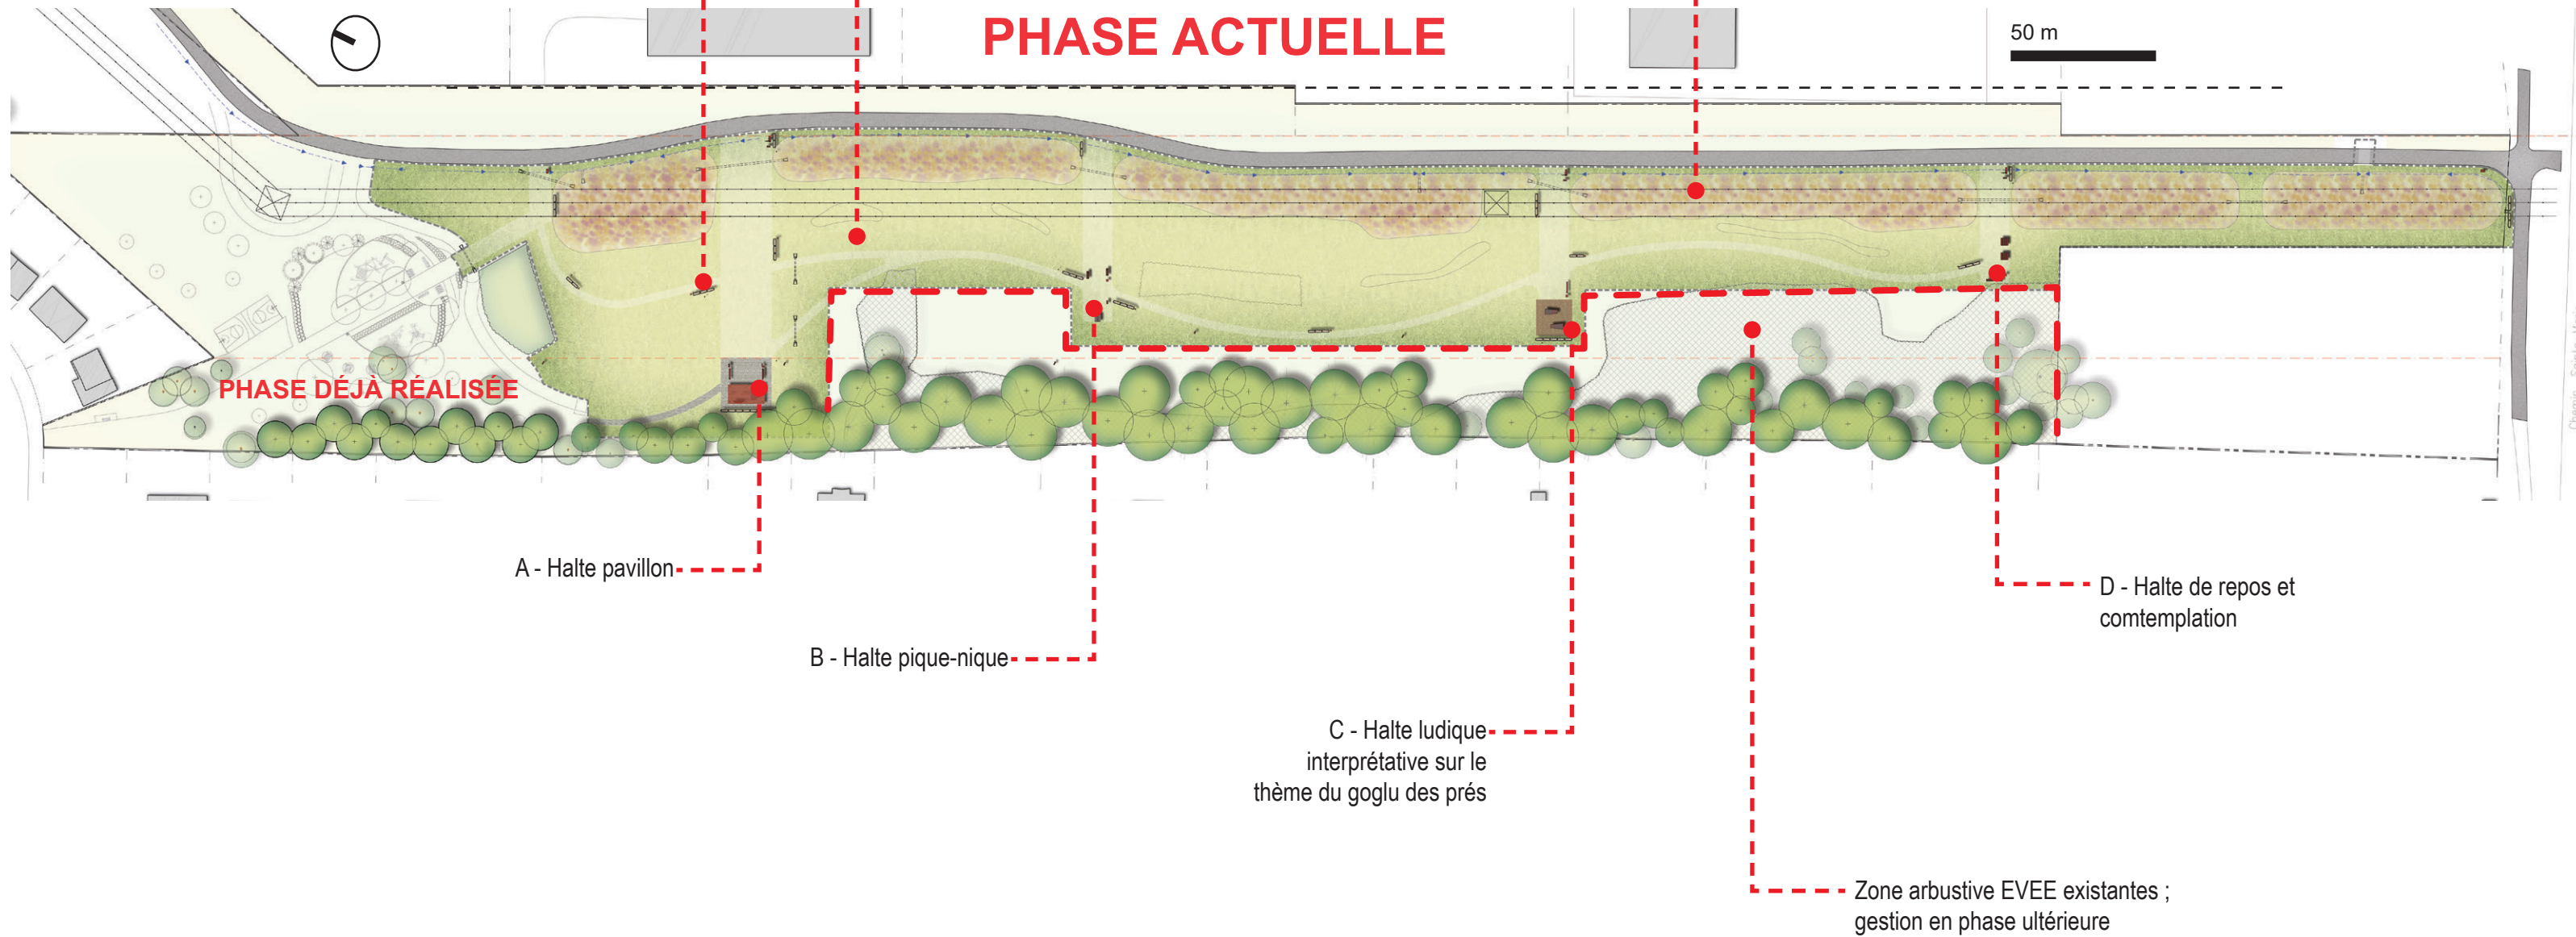 PHASE ACTUELLE
50 m
PHASE DÉJÀ RÉALISÉE
A - Halte pavillon
D - Halte de repos et
comtemplation
B - Halte pique-nique
C - Halte ludique
interprétative sur le
thème du goglu des prés
Zone arbustive EVEE existantes ;
gestion en phase ultérieure